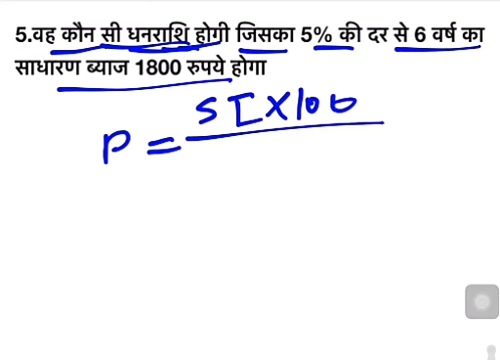 5.वह कौन सी धनराशि होगी जिसका 5% की दर से 6 वर्ष का
साधारण ब्याज 1800 रुपये होगा
SI×100
P =